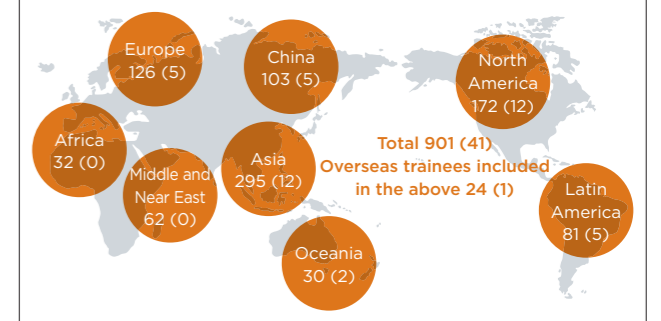 Europe
126 (5)
China
103 (5)
North
America
172 (12)
Africa
32 (0)
Middle and
Near East
62 (0)
Asia
295 (12)
Total 901 (41)
Overseas trainees included
in the above 24 (1)
Latin
America
81 (5)
Oceania
30 (2)